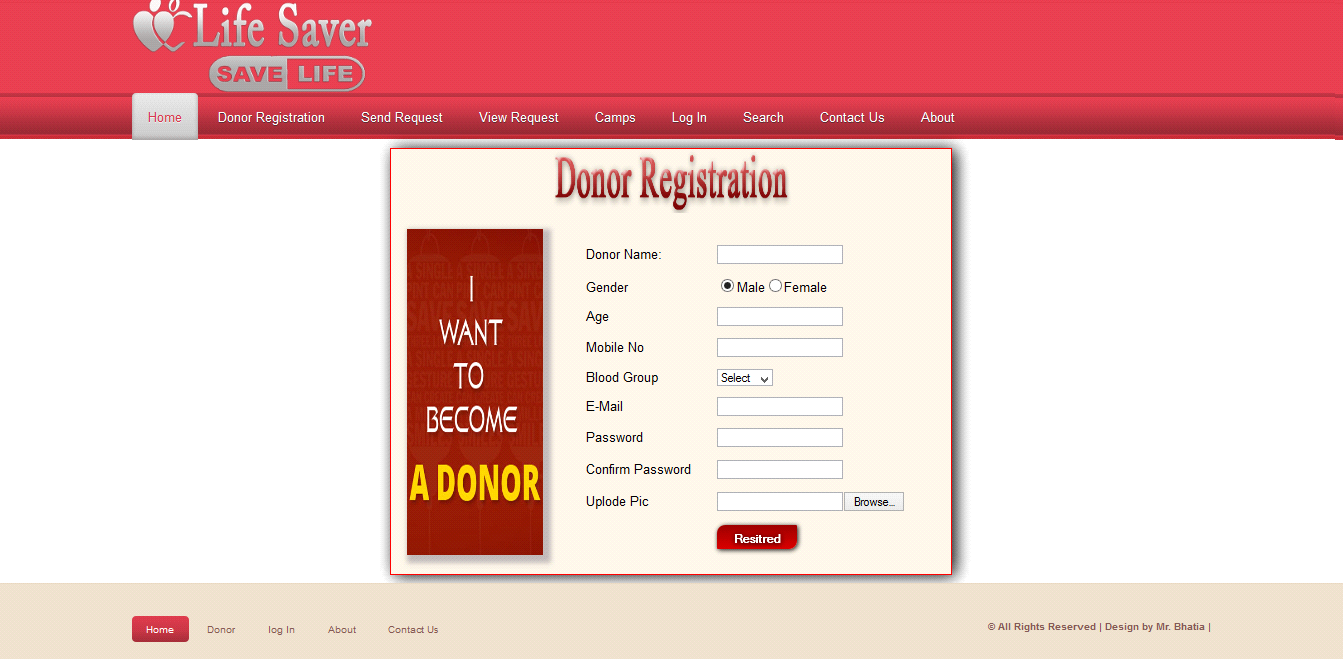 Life Saver
SAVE LIFE
Home Donor Registration Send Request View Request Camps Log In Search Contact Us About
Donor Registration
I
WANT
TO
BECOME
A DONOR
Donor Name:
Gender Male Female
Age
Mobile No
Blood Group Select
E-Mail
Password
Confirm Password
Uplode Pic Browse...
Resitred
Home Donor log In About Contact Us
© All Rights Reserved | Design by Mr. Bhatia |